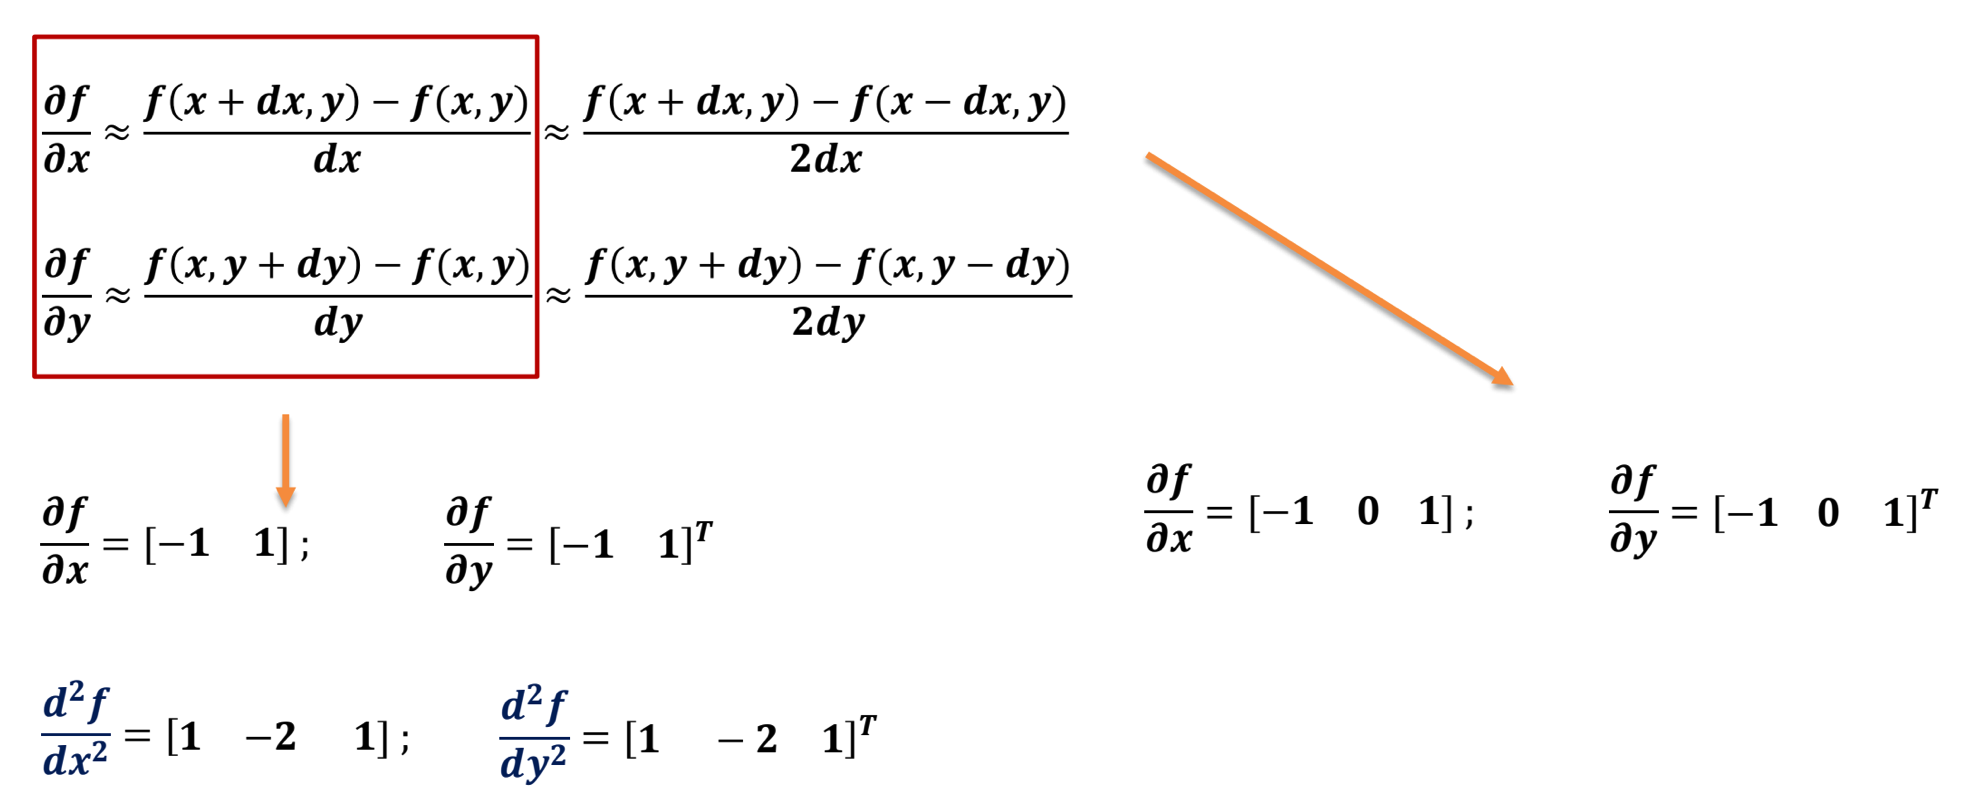 ∂f/∂x ≈ (f(x + dx, y) − f(x, y))/dx ≈ (f(x + dx, y) − f(x − dx, y))/2dx
∂f/∂y ≈ (f(x, y + dy) − f(x, y))/dy ≈ (f(x, y + dy) − f(x, y − dy))/2dy
∂f/∂x = [−1 1] ; ∂f/∂y = [−1 1]^T
∂f/∂x = [−1 0 1] ; ∂f/∂y = [−1 0 1]^T
d²f/dx² = [1 −2 1] ; d²f/dy² = [1 − 2 1]^T